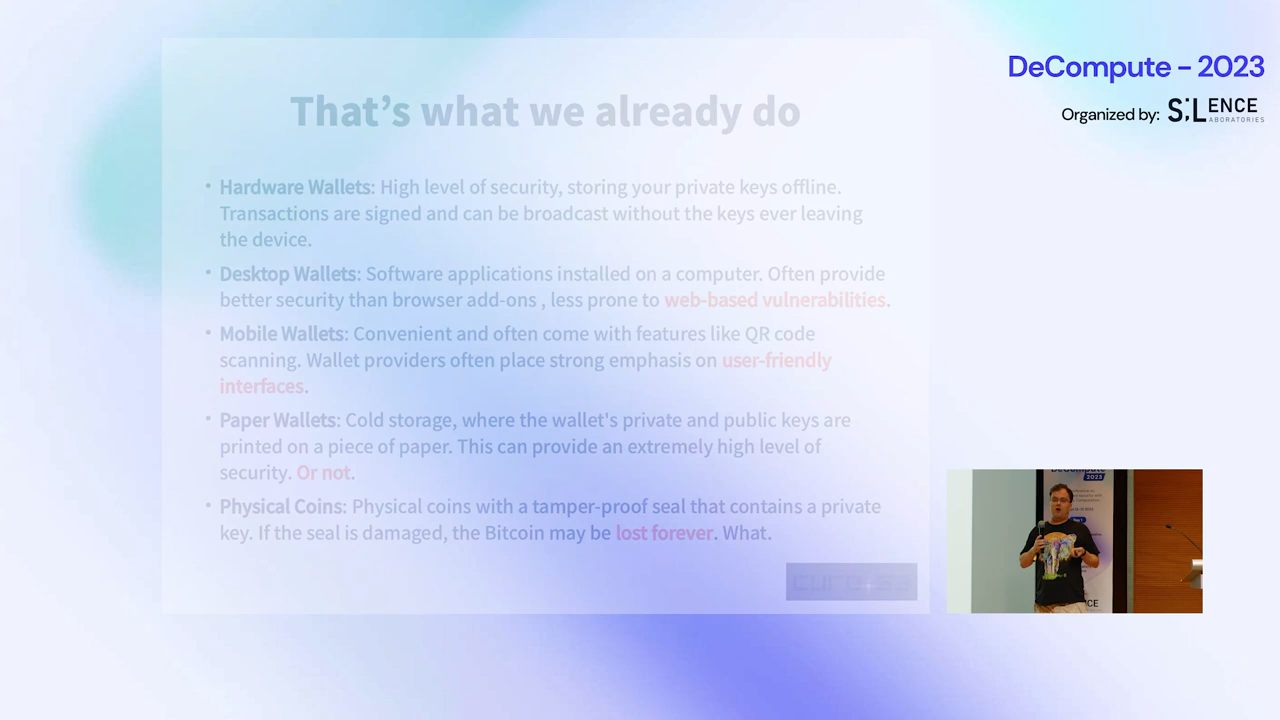 DeCompute - 2023
Organized by: SiLENCE
LABORATORIES
That's what we already do
• Hardware Wallets: High level of security, storing your private keys offline.
Transactions are signed and can be broadcast without the keys ever leaving
the device.
• Desktop Wallets: Software applications installed on a computer. Often provide
better security than browser add-ons , less prone to web-based vulnerabilities.
• Mobile Wallets: Convenient and often come with features like QR code
scanning. Wallet providers often place strong emphasis on user-friendly
interfaces.
• Paper Wallets: Cold storage, where the wallet's private and public keys are
printed on a piece of paper. This can provide an extremely high level of
security. Or not.
• Physical Coins: Physical coins with a tamper-proof seal that contains a private
key. If the seal is damaged, the Bitcoin may be lost forever. What.
DeCompute
2023